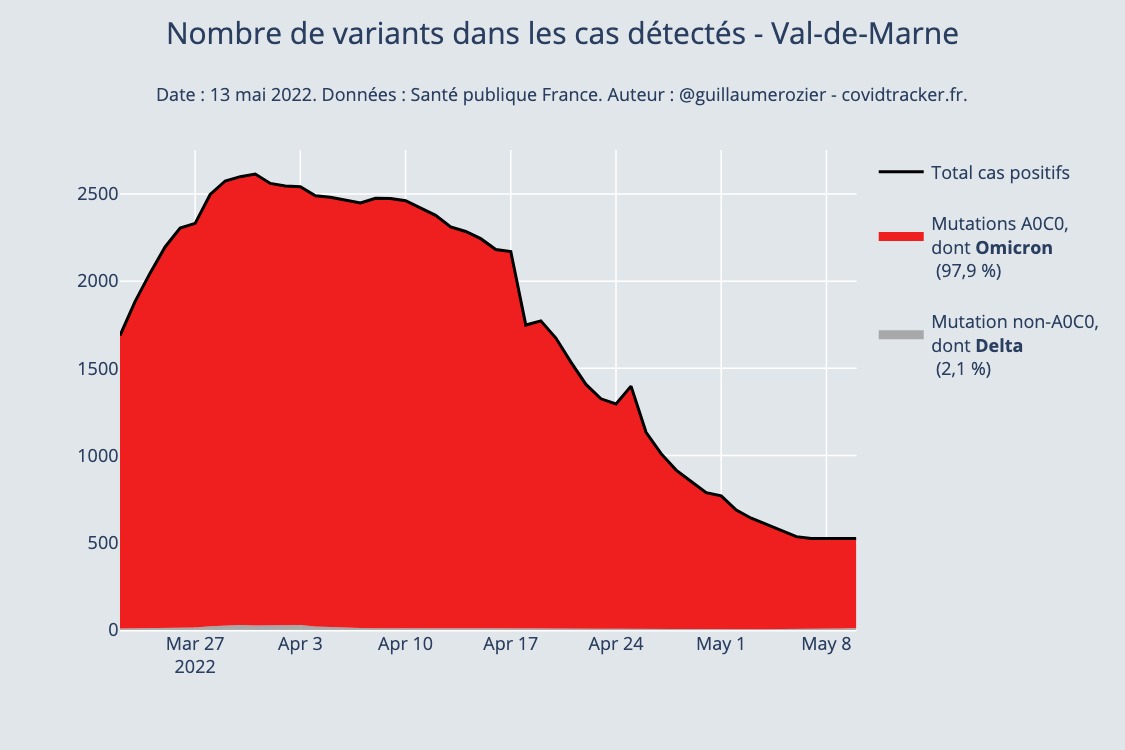 Nombre de variants dans les cas détectés - Val-de-Marne
Date : 13 mai 2022. Données : Santé publique France. Auteur : @guillaumerozier - covidtracker.fr.
Total cas positifs
Mutations A0C0,
dont Omicron
(97,9 %)
Mutation non-A0C0,
dont Delta
(2,1 %)
2500
2000
1500
1000
500
0
Mar 27
2022
Apr 3
Apr 10
Apr 17
Apr 24
May 1
May 8